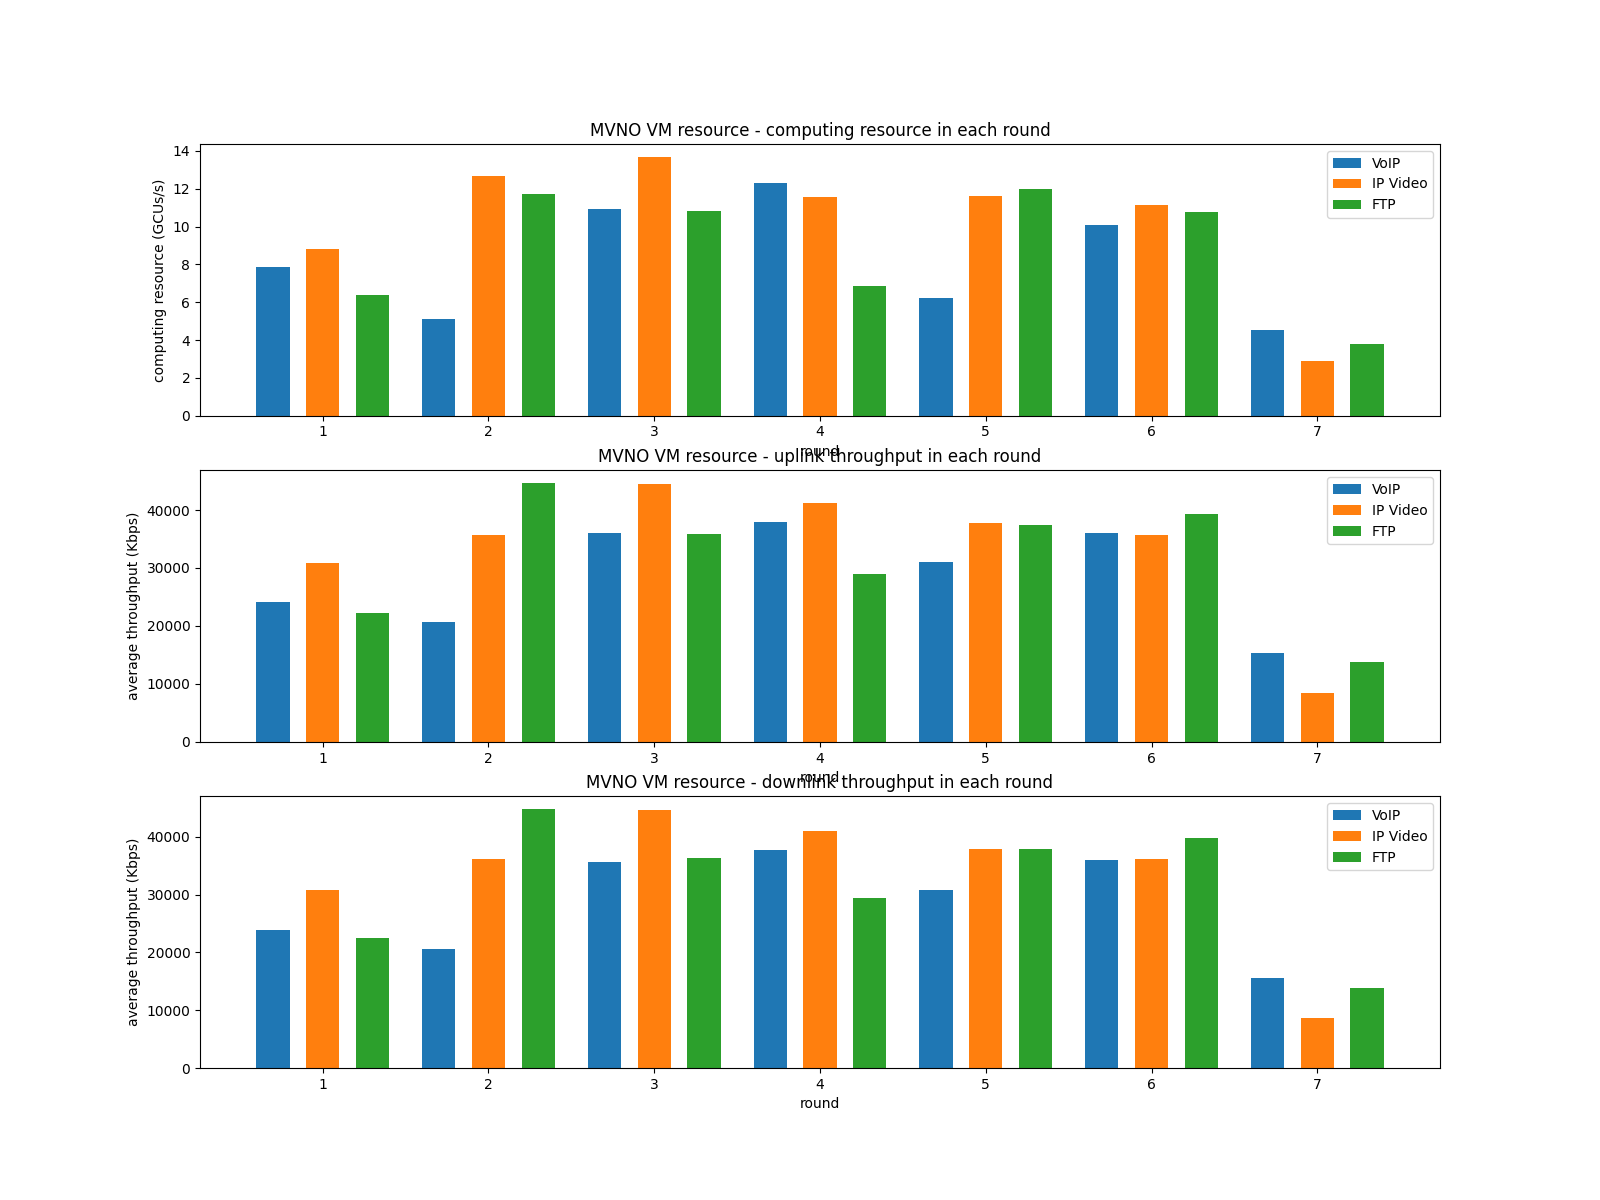 MVNO VM resource - computing resource in each round
computing resource (GCUs/s)
14
12
10
8
6
4
2
0
VoIP
IP Video
FTP
1 2 3 4 5 6 7
round
MVNO VM resource - uplink throughput in each round
average throughput (Kbps)
40000
30000
20000
10000
0
VoIP
IP Video
FTP
1 2 3 4 5 6 7
round
MVNO VM resource - downlink throughput in each round
average throughput (Kbps)
40000
30000
20000
10000
0
VoIP
IP Video
FTP
1 2 3 4 5 6 7
round